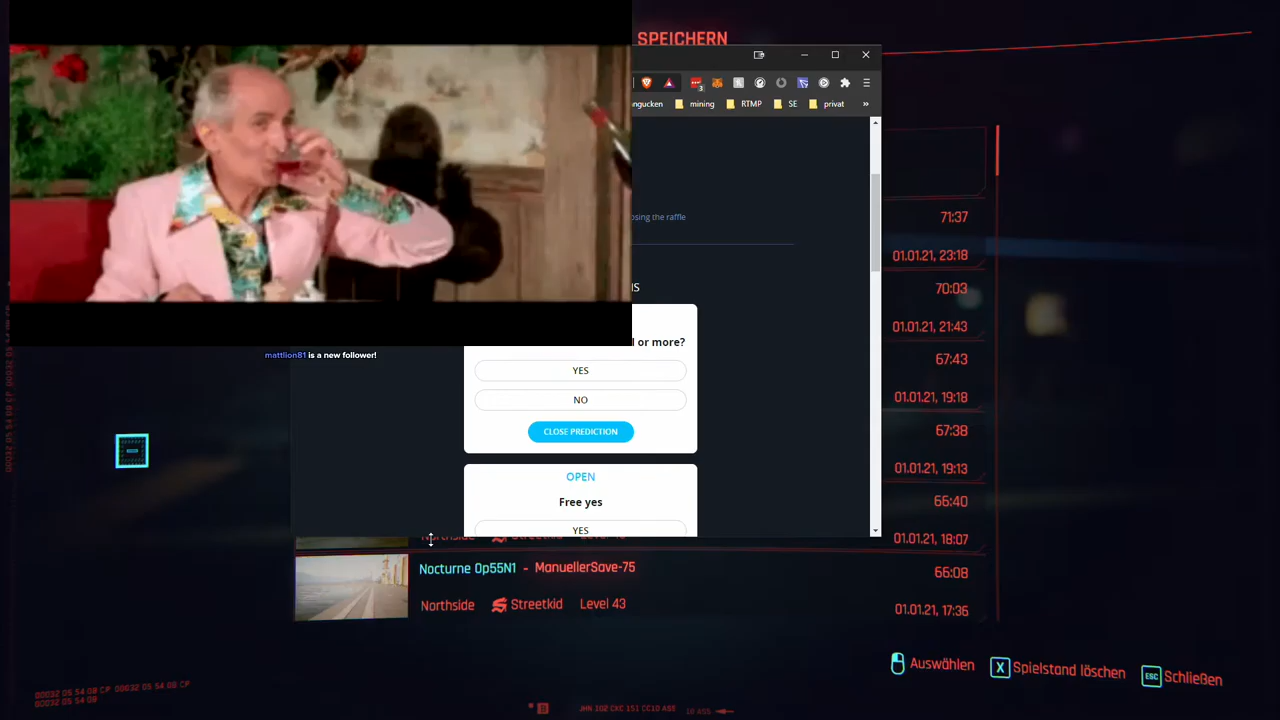 SPEICHERN
3
ngucken
mining
RTMP
SE
privat
»
osing the raffle
71:37
01.01.21, 23:18
70:03
01.01.21, 21:43
67:43
01.01.21, 19:18
67:38
01.01.21, 19:13
66:40
01.01.21, 18:07
l or more?
YES
NO
CLOSE PREDICTION
OPEN
Free yes
YES
mattlion81 is a new follower!
Nocturne Op55N1 - ManuellerSave-75
66:08
Northside Streetkid Level 43
01.01.21, 17:36
Auswählen
X Spielstand löschen
ESC Schließen